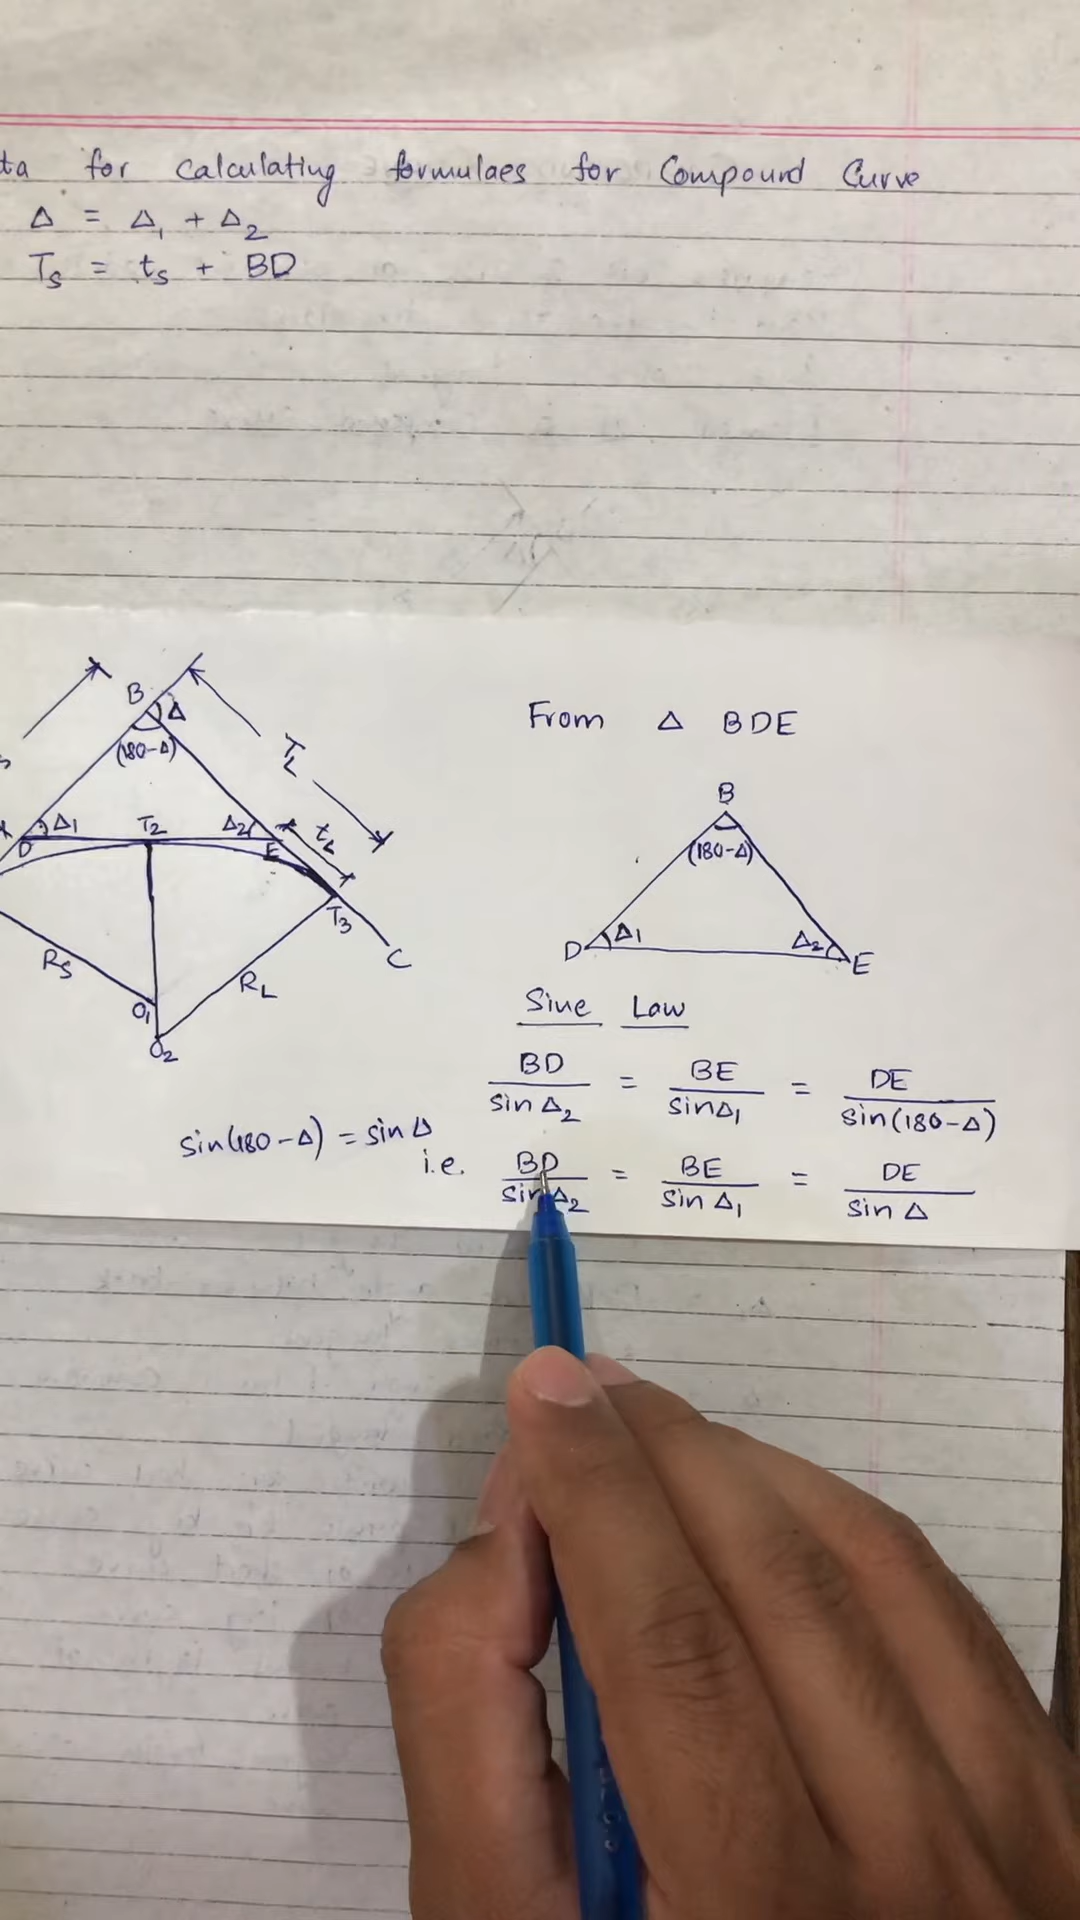 ta for calculating formulaes for Compound Curve
Δ = Δ1 + Δ2
Ts = ts + BD
B
Δ
(180-Δ)
TL
Δ1
T2
Δ2
tL
D
E
T3
C
RS
RL
O1
O2
From Δ BDE
B
(180-Δ)
D
Δ1
Δ2
E
Sine Law
BD/sin Δ2 = BE/sinΔ1 = DE/sin(180-Δ)
sin(180-Δ) = sin Δ
i.e. BD/sin Δ2 = BE/sin Δ1 = DE/sin Δ